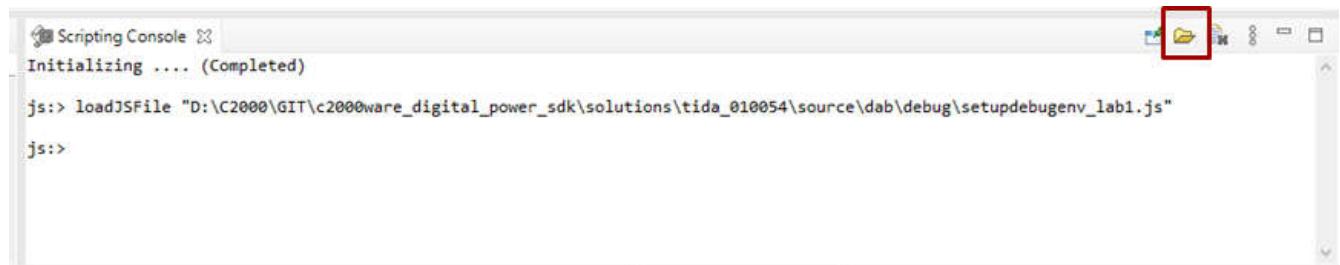 Scripting Console
Initializing .... (Completed)
js:> loadJSFile "D:\C2000\GIT\c2000ware_digital_power_sdk\solutions\tida_010054\source\dab\debug\setupdebugenv_lab1.js"
js:>